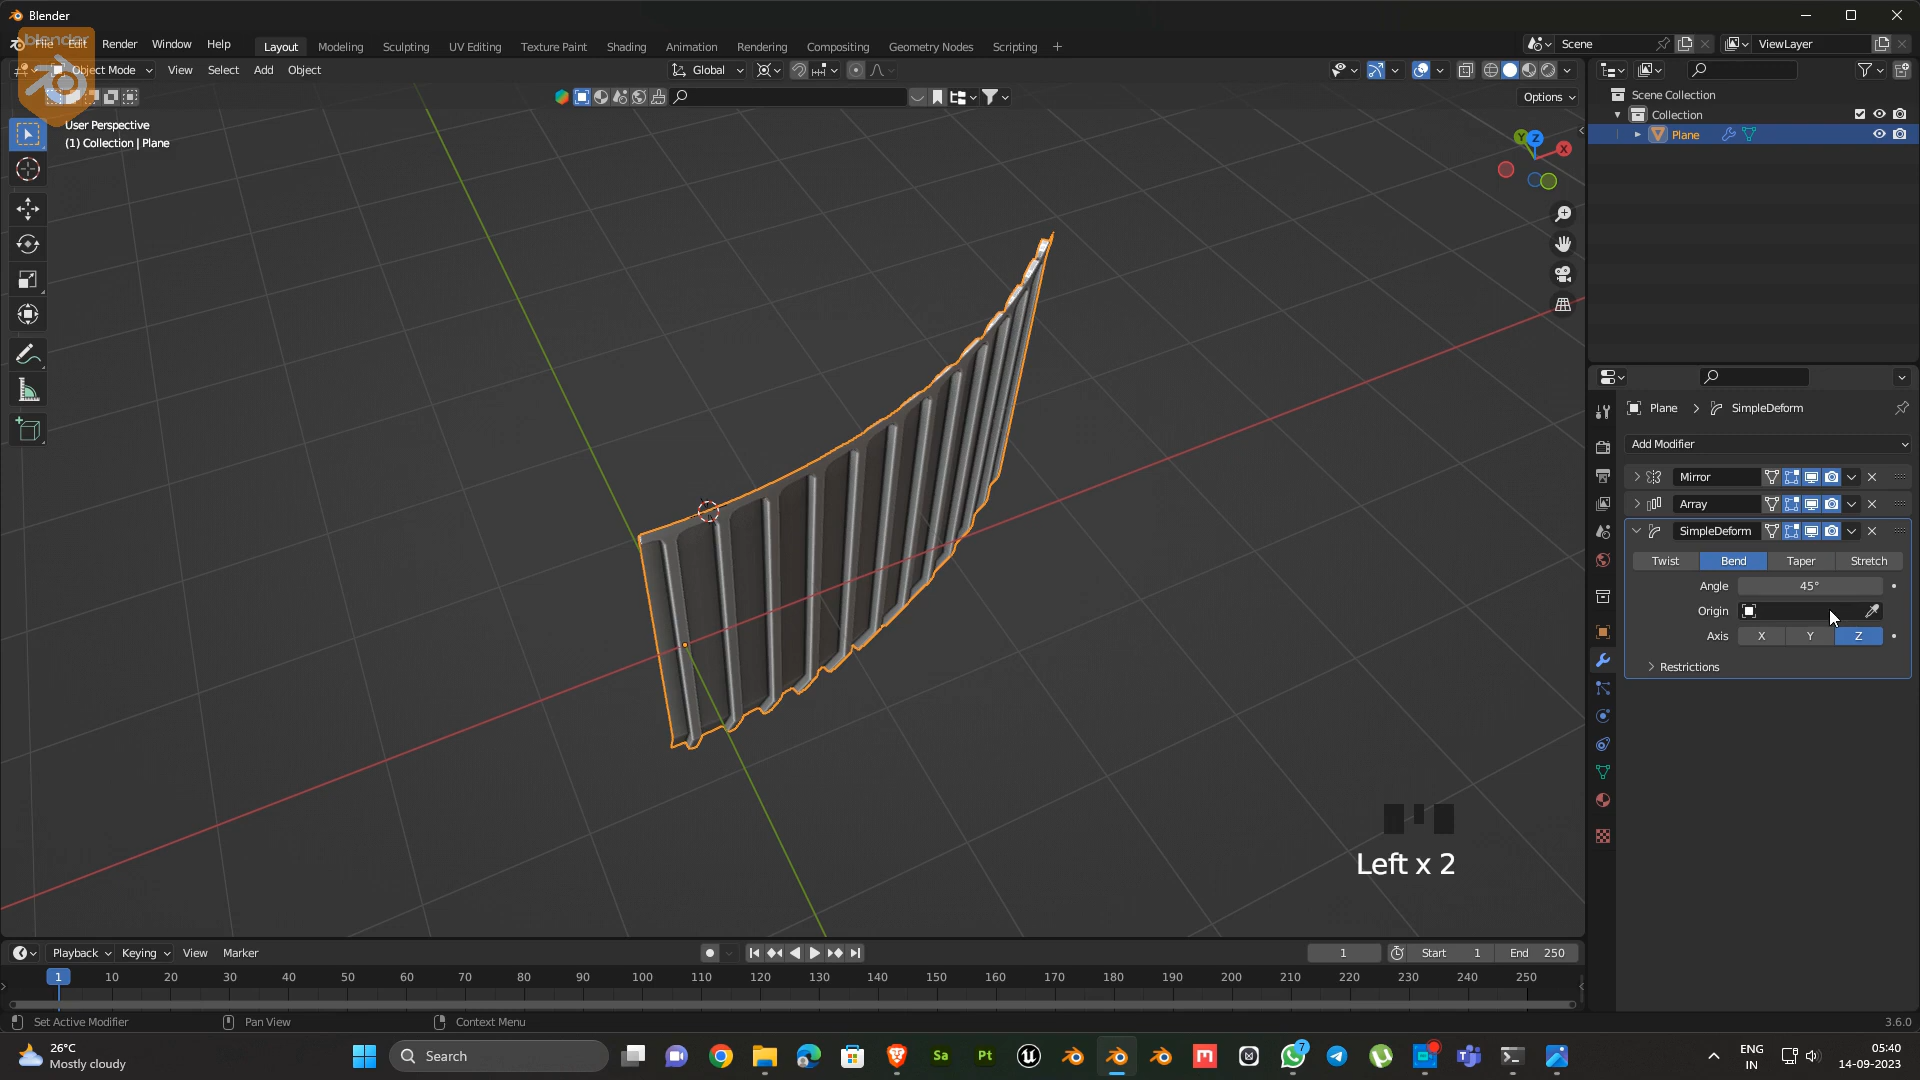 Blender
blender
File Edit Render Window Help
Layout Modeling Sculpting UV Editing Texture Paint Shading Animation Rendering Compositing Geometry Nodes Scripting +
Scene
ViewLayer
Object Mode View Select Add Object
Global
Options
User Perspective
(1) Collection | Plane
Z
Y
X
Scene Collection
Collection
Plane
Plane > SimpleDeform
Add Modifier
Mirror
Array
SimpleDeform
Twist Bend Taper Stretch
Angle 45°
Origin
Axis X Y Z
Restrictions
Left x 2
Playback Keying View Marker
1
Start 1 End 250
1 10 20 30 40 50 60 70 80 90 100 110 120 130 140 150 160 170 180 190 200 210 220 230 240 250
Set Active Modifier Pan View Context Menu
3.6.0
26°C
Mostly cloudy
Search
Sa
Pt
7
ENG
IN
05:40
14-09-2023